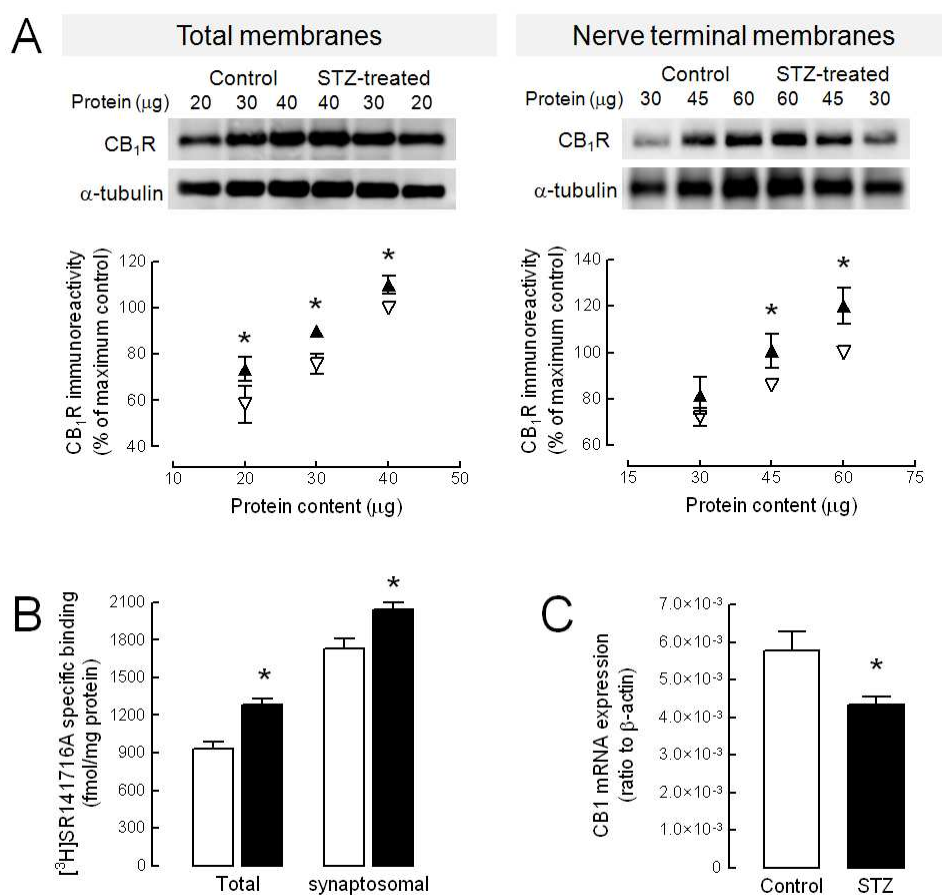 A
Total membranes
Control STZ-treated
Protein (μg) 20 30 40 40 30 20
CB₁R
α-tubulin
CB₁R immunoreactivity
(% of maximum control)
120
100
80
60
40
*
*
*
10 20 30 40 50
Protein content (μg)
Nerve terminal membranes
Control STZ-treated
Protein (μg) 30 45 60 60 45 30
CB₁R
α-tubulin
CB₁R immunoreactivity
(% of maximum control)
140
120
100
80
60
*
*
15 30 45 60 75
Protein content (μg)
B
[³H]SR141716A specific binding
(fmol/mg protein)
2100
1800
1500
1200
900
600
300
0
*
*
Total synaptosomal
C
CB1 mRNA expression
(ratio to β-actin)
7.0×10⁻³
6.0×10⁻³
5.0×10⁻³
4.0×10⁻³
3.0×10⁻³
2.0×10⁻³
1.0×10⁻³
0
*
Control STZ